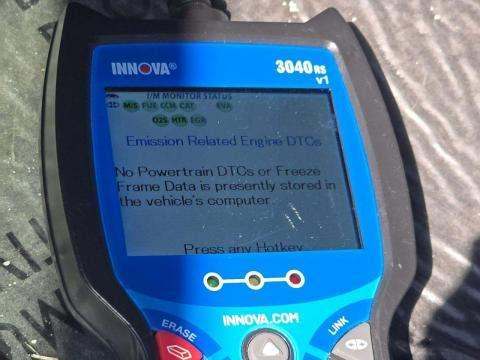 INNOVA®
3040RS
v1
I/M MONITOR STATUS
MIS FUE CCM CAT EVA
O2S HTR EGR
Emission Related Engine DTCs
No Powertrain DTCs or Freeze
Frame Data is presently stored in
the vehicle's computer.
Press any Hotkey
INNOVA.COM
ERASE
LINK